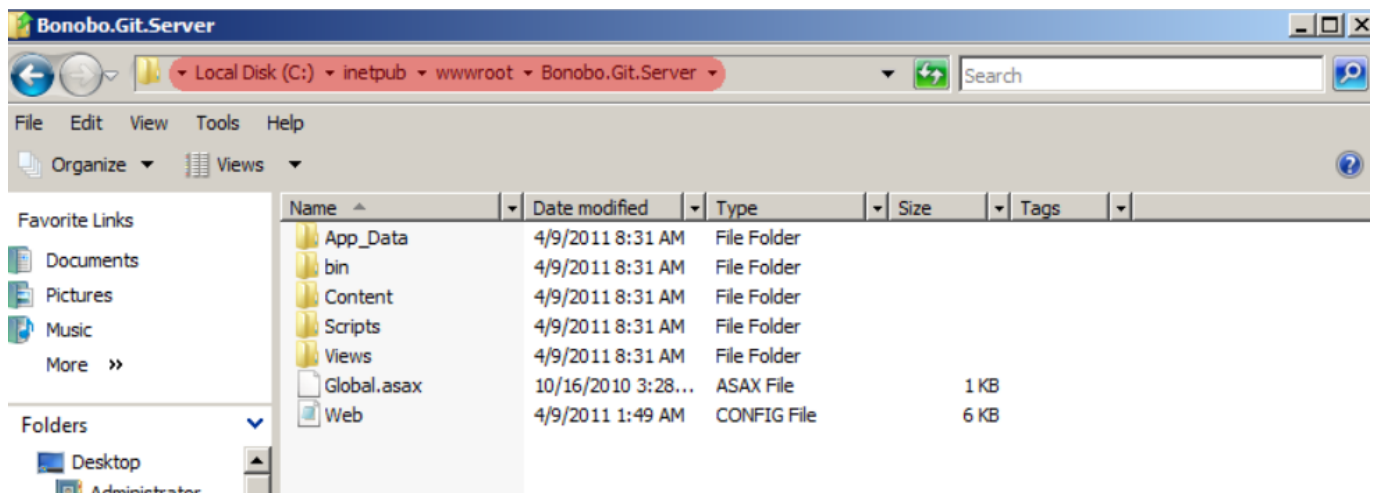 Bonobo.Git.Server
Local Disk (C:) inetpub wwwroot Bonobo.Git.Server Search
File Edit View Tools Help
Organize Views
Favorite Links
Documents
Pictures
Music
More »
Folders
Desktop
Administrator
Name Date modified Type Size Tags
App_Data 4/9/2011 8:31 AM File Folder
bin 4/9/2011 8:31 AM File Folder
Content 4/9/2011 8:31 AM File Folder
Scripts 4/9/2011 8:31 AM File Folder
Views 4/9/2011 8:31 AM File Folder
Global.asax 10/16/2010 3:28... ASAX File 1 KB
Web 4/9/2011 1:49 AM CONFIG File 6 KB